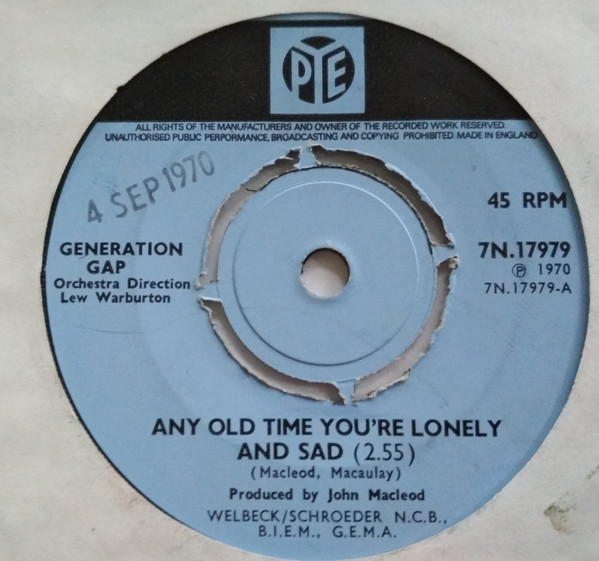 PYE
ALL RIGHTS OF THE MANUFACTURERS AND OWNER OF THE RECORDED WORK RESERVED.
UNAUTHORISED PUBLIC PERFORMANCE, BROADCASTING AND COPYING PROHIBITED. MADE IN ENGLAND
4 SEP 1970
45 RPM
GENERATION
GAP
Orchestra Direction
Lew Warburton
7N.17979
Ⓟ 1970
7N.17979-A
ANY OLD TIME YOU'RE LONELY
AND SAD (2.55)
(Macleod, Macaulay)
Produced by John Macleod
WELBECK/SCHROEDER N.C.B.,
B.I.E.M., G.E.M.A.